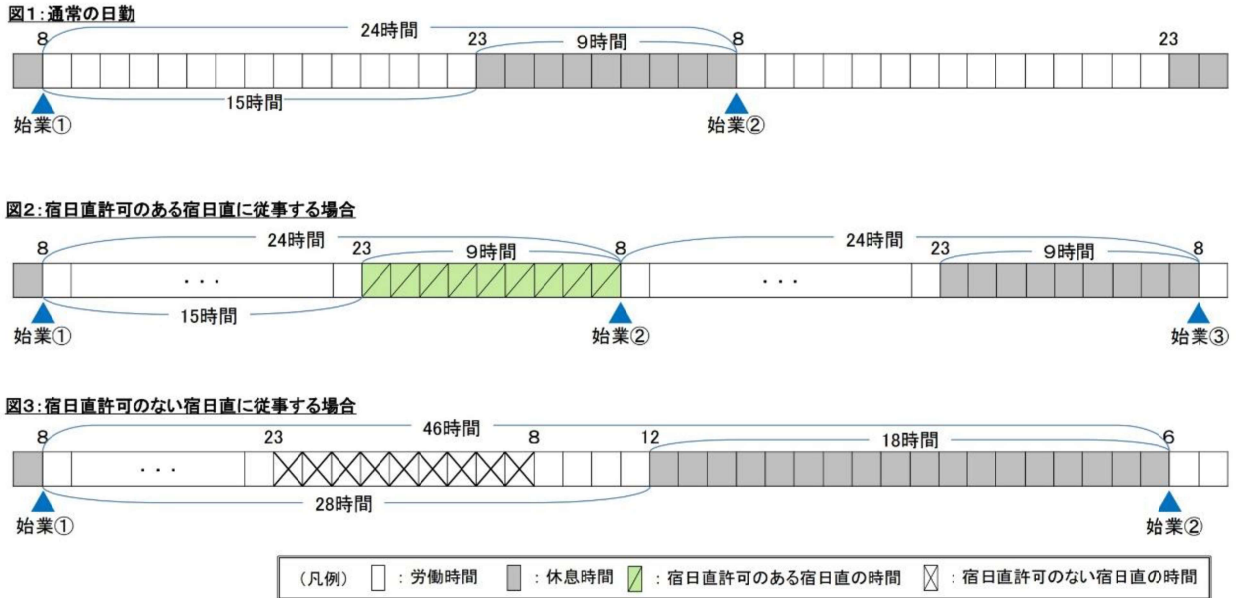 図1:通常の日勤
8 24時間 23 9時間 8 23
15時間
始業① 始業②
図2:宿日直許可のある宿日直に従事する場合
8 24時間 23 9時間 8 24時間 23 9時間 8
・・・ ・・・
15時間
始業① 始業② 始業③
図3:宿日直許可のない宿日直に従事する場合
8 23 46時間 8 12 18時間 6
・・・
28時間
始業① 始業②
(凡例) :労働時間 :休息時間 :宿日直許可のある宿日直の時間 :宿日直許可のない宿日直の時間